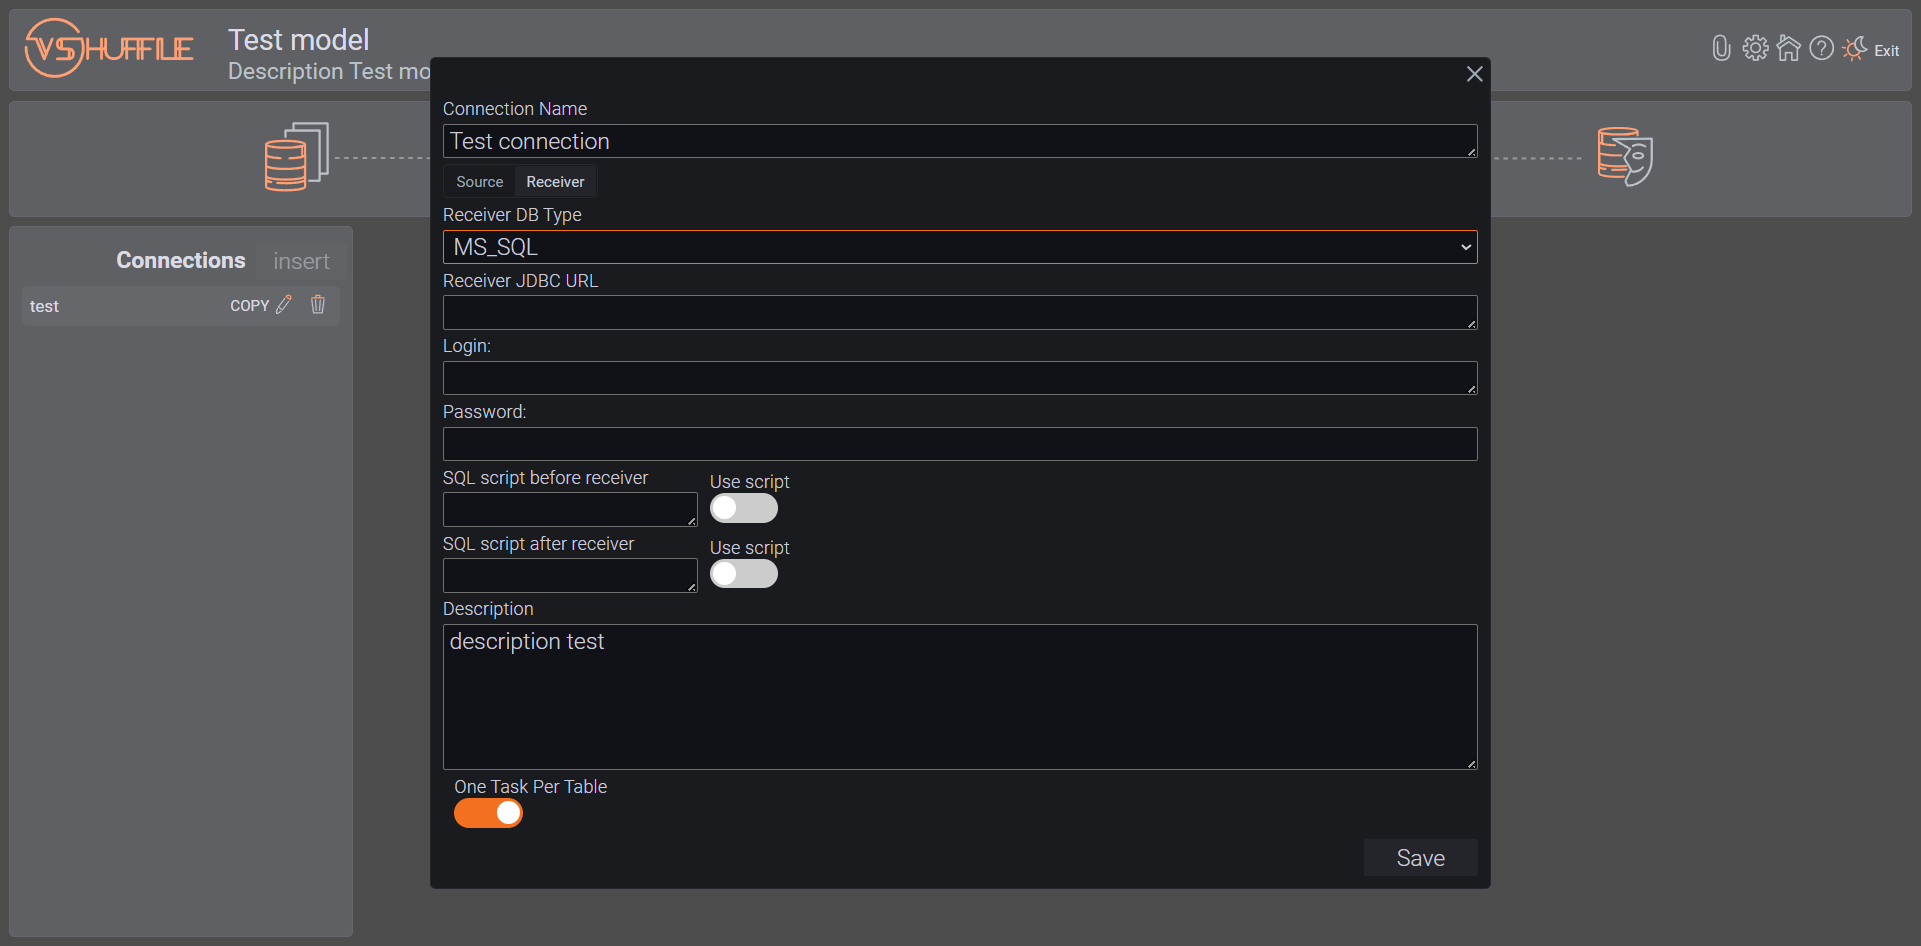 VSHUFFLE
Test model
Description Test mo
Exit
Connections
insert
test
COPY
Connection Name
Test connection
Source
Receiver
Receiver DB Type
MS_SQL
Receiver JDBC URL
Login:
Password:
SQL script before receiver
Use script
SQL script after receiver
Use script
Description
description test
One Task Per Table
Save